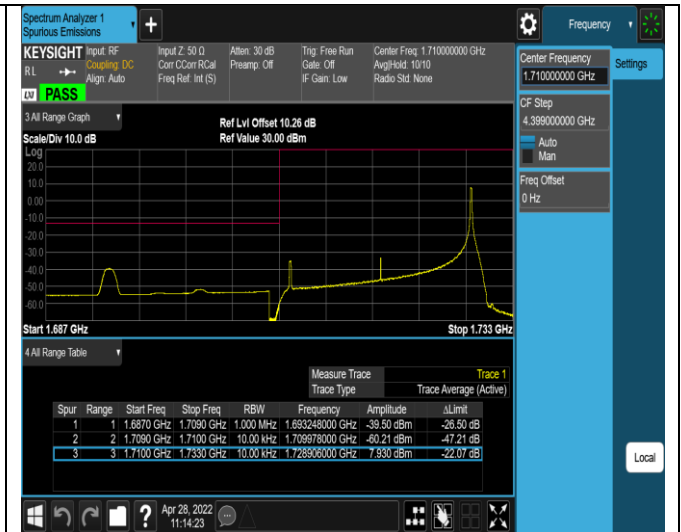 Spectrum Analyzer 1
Spurious Emissions
Frequency
KEYSIGHT Input: RF Input Z: 50 Ω Atten: 30 dB Trig: Free Run Center Freq: 1.710000000 GHz
RL Coupling: DC Corr CCorr RCal Preamp: Off Gate: Off Avg|Hold: 10/10
Align: Auto Freq Ref: Int (S) IF Gain: Low Radio Std: None
PASS
Center Frequency
1.710000000 GHz
Settings
CF Step
4.399000000 GHz
Auto
Man
Freq Offset
0 Hz
3 All Range Graph
Ref Lvl Offset 10.26 dB
Scale/Div 10.0 dB Ref Value 30.00 dBm
Log
20.0
10.0
0.00
-10.0
-20.0
-30.0
-40.0
-50.0
-60.0
Start 1.687 GHz Stop 1.733 GHz
4 All Range Table
Measure Trace Trace 1
Trace Type Trace Average (Active)
Spur Range Start Freq Stop Freq RBW Frequency Amplitude ΔLimit
1 1 1.6870 GHz 1.7090 GHz 1.000 MHz 1.693248000 GHz -39.50 dBm -26.50 dB
2 2 1.7090 GHz 1.7100 GHz 10.00 kHz 1.709978000 GHz -60.21 dBm -47.21 dB
3 3 1.7100 GHz 1.7330 GHz 10.00 kHz 1.728906000 GHz 7.930 dBm -22.07 dB
Local
Apr 28, 2022
11:14:23